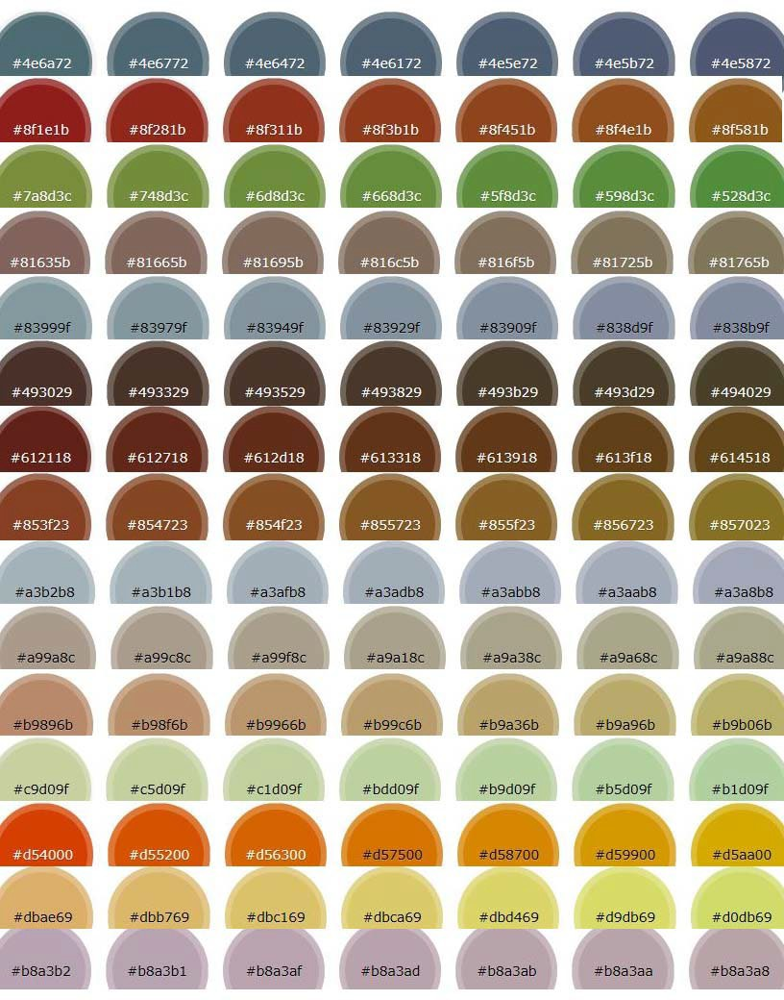 #4e6a72 #4e6772 #4e6472 #4e6172 #4e5e72 #4e5b72 #4e5872
#8f1e1b #8f281b #8f311b #8f3b1b #8f451b #8f4e1b #8f581b
#7a8d3c #748d3c #6d8d3c #668d3c #5f8d3c #598d3c #528d3c
#81635b #81665b #81695b #816c5b #816f5b #81725b #81765b
#83999f #83979f #83949f #83929f #83909f #838d9f #838b9f
#493029 #493329 #493529 #493829 #493b29 #493d29 #494029
#612118 #612718 #612d18 #613318 #613918 #613f18 #614518
#853f23 #854723 #854f23 #855723 #855f23 #856723 #857023
#a3b2b8 #a3b1b8 #a3afb8 #a3adb8 #a3abb8 #a3aab8 #a3a8b8
#a99a8c #a99c8c #a99f8c #a9a18c #a9a38c #a9a68c #a9a88c
#b9896b #b98f6b #b9966b #b99c6b #b9a36b #b9a96b #b9b06b
#c9d09f #c5d09f #c1d09f #bdd09f #b9d09f #b5d09f #b1d09f
#d54000 #d55200 #d56300 #d57500 #d58700 #d59900 #d5aa00
#dbae69 #dbb769 #dbc169 #dbca69 #dbd469 #d9db69 #d0db69
#b8a3b2 #b8a3b1 #b8a3af #b8a3ad #b8a3ab #b8a3aa #b8a3a8